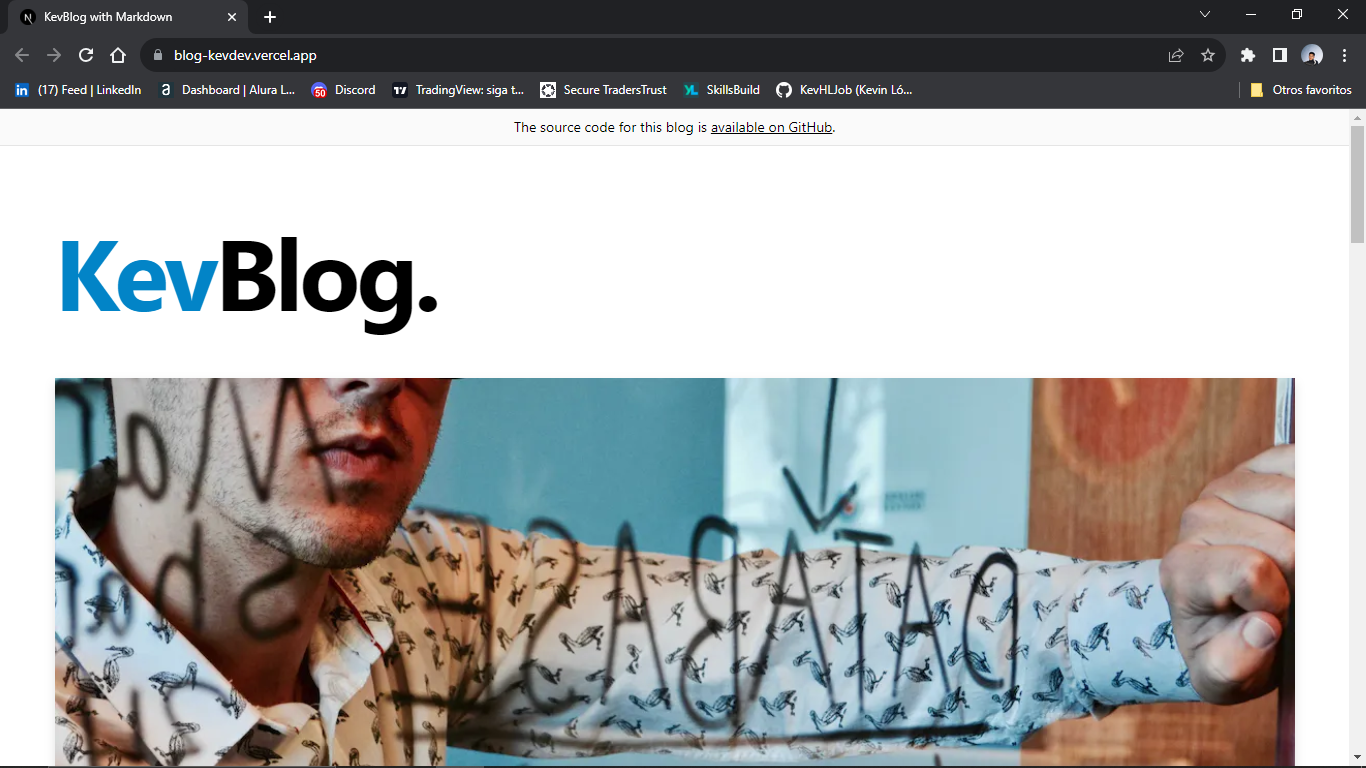 KevBlog with Markdown
blog-kevdev.vercel.app
(17) Feed | LinkedIn
Dashboard | Alura L...
Discord
TradingView: siga t...
Secure TradersTrust
SkillsBuild
KevHLJob (Kevin Ló...
Otros favoritos
The source code for this blog is available on GitHub.
KevBlog.
DATABASE